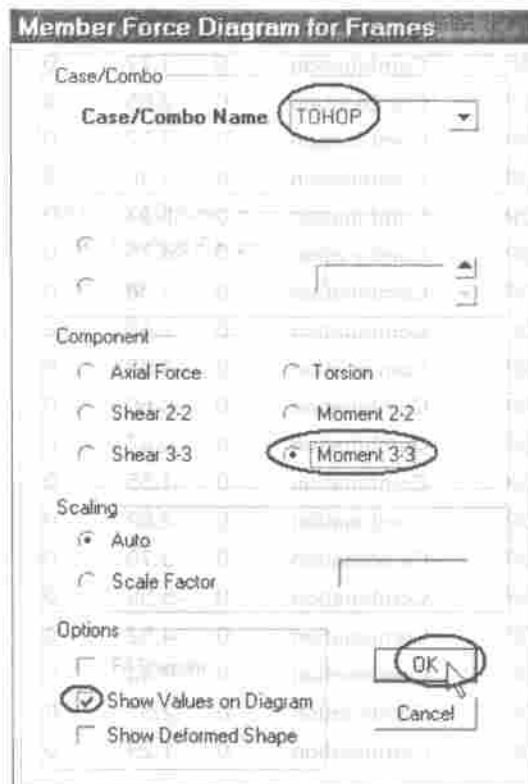 Member Force Diagram for Frames
Case/Combo
Case/Combo Name TOHOP
Component
Axial Force Torsion
Shear 2-2 Moment 2-2
Shear 3-3 Moment 3-3
Scaling
Auto
Scale Factor
Options
OK
Show Values on Diagram
Cancel
Show Deformed Shape